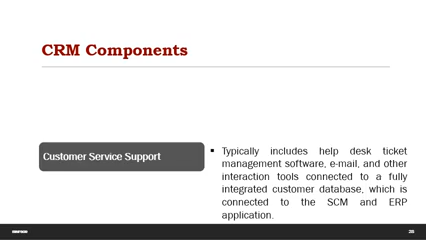 CRM Components
Customer Service Support
▪ Typically includes help desk ticket
management software, e-mail, and other
interaction tools connected to a fully
integrated customer database, which is
connected to the SCM and ERP
application.